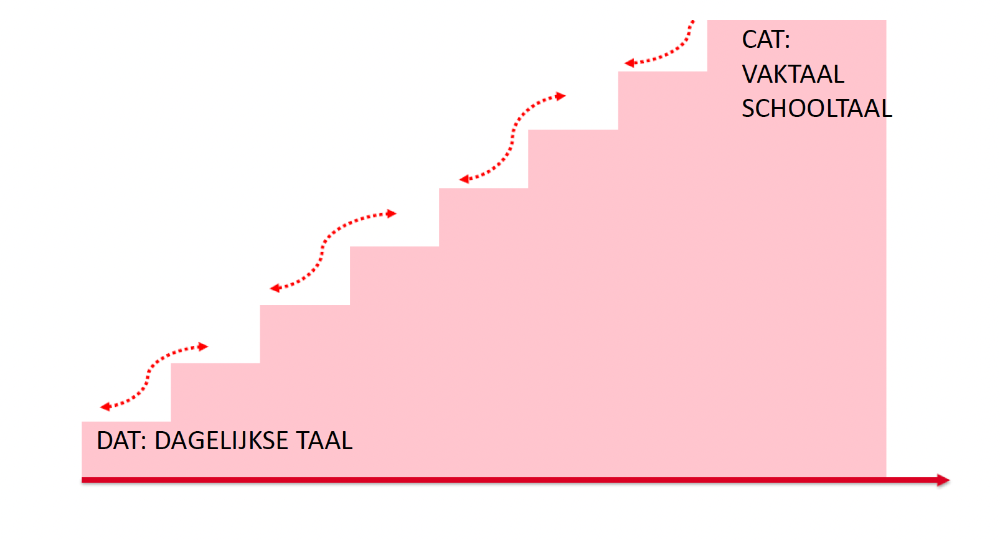 CAT:
VAKTAAL
SCHOOLTAAL
DAT: DAGELIJKSE TAAL